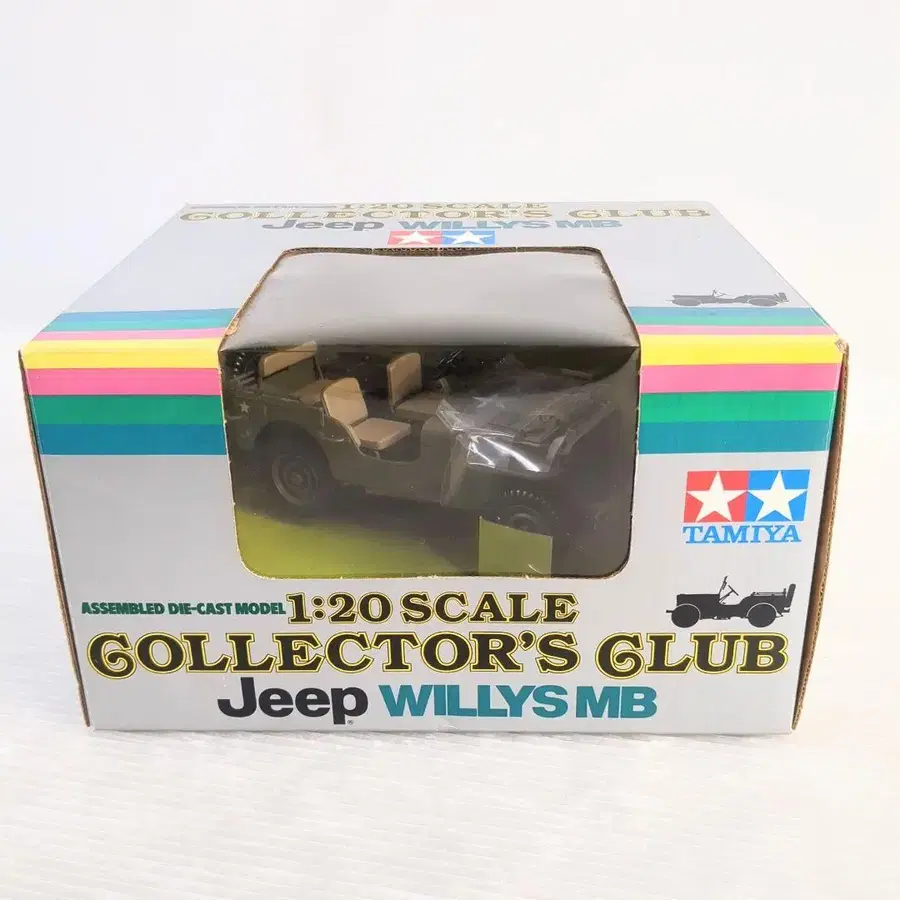 1:20 SCALE
COLLECTOR'S CLUB
Jeep WILLYS MB
TAMIYA
ASSEMBLED DIE-CAST MODEL 1:20 SCALE
COLLECTOR'S CLUB
Jeep® WILLYS MB